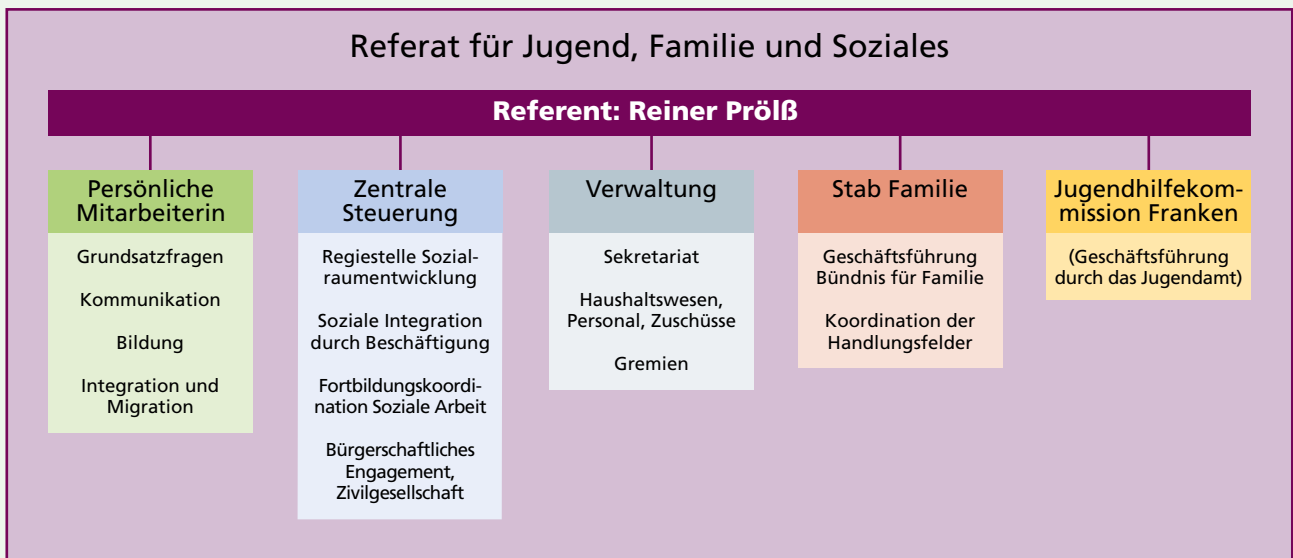 Referat für Jugend, Familie und Soziales
Referent: Reiner Prölß
Persönliche
Mitarbeiterin
Grundsatzfragen
Kommunikation
Bildung
Integration und
Migration
Zentrale
Steuerung
Regiestelle Sozial-
raumentwicklung
Soziale Integration
durch Beschäftigung
Fortbildungskoordi-
nation Soziale Arbeit
Bürgerschaftliches
Engagement,
Zivilgesellschaft
Verwaltung
Sekretariat
Haushaltswesen,
Personal, Zuschüsse
Gremien
Stab Familie
Geschäftsführung
Bündnis für Familie
Koordination der
Handlungsfelder
Jugendhilfekom-
mission Franken
(Geschäftsführung
durch das Jugendamt)